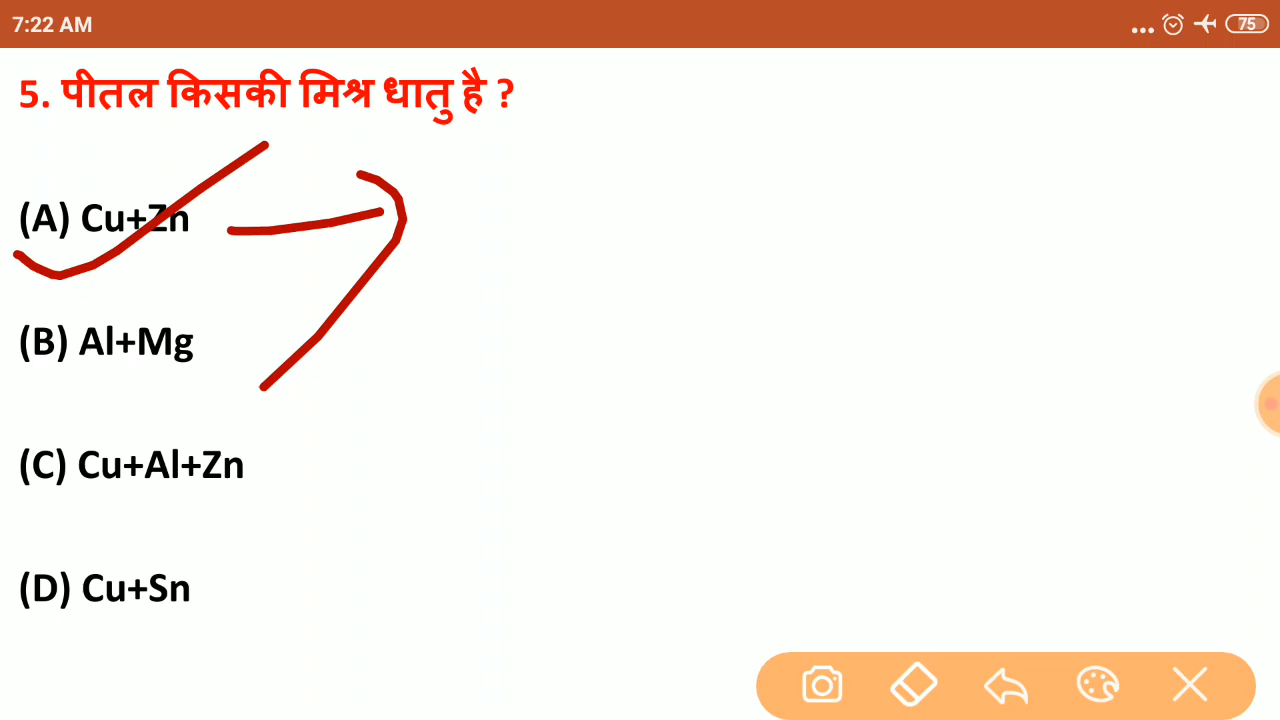 7:22 AM
75
5. पीतल किसकी मिश्र धातु है ?
(A) Cu+Zn
(B) Al+Mg
(C) Cu+Al+Zn
(D) Cu+Sn